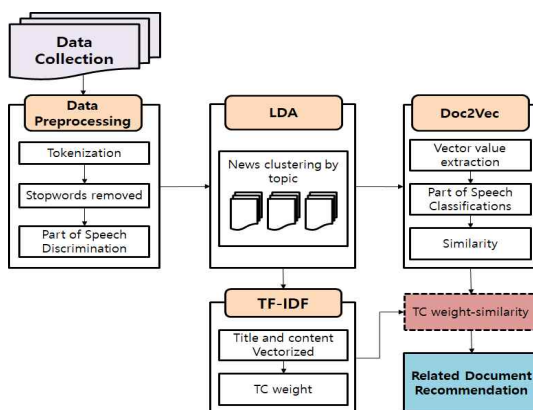 Data
Collection
Data
Preprocessing
Tokenization
Stopwords removed
Part of Speech
Discrimination
LDA
News clustering by
topic
Doc2Vec
Vector value
extraction
Part of Speech
Classifications
Similarity
TF-IDF
Title and content
Vectorized
TC weight
TC weight-similarity
Related Document
Recommendation